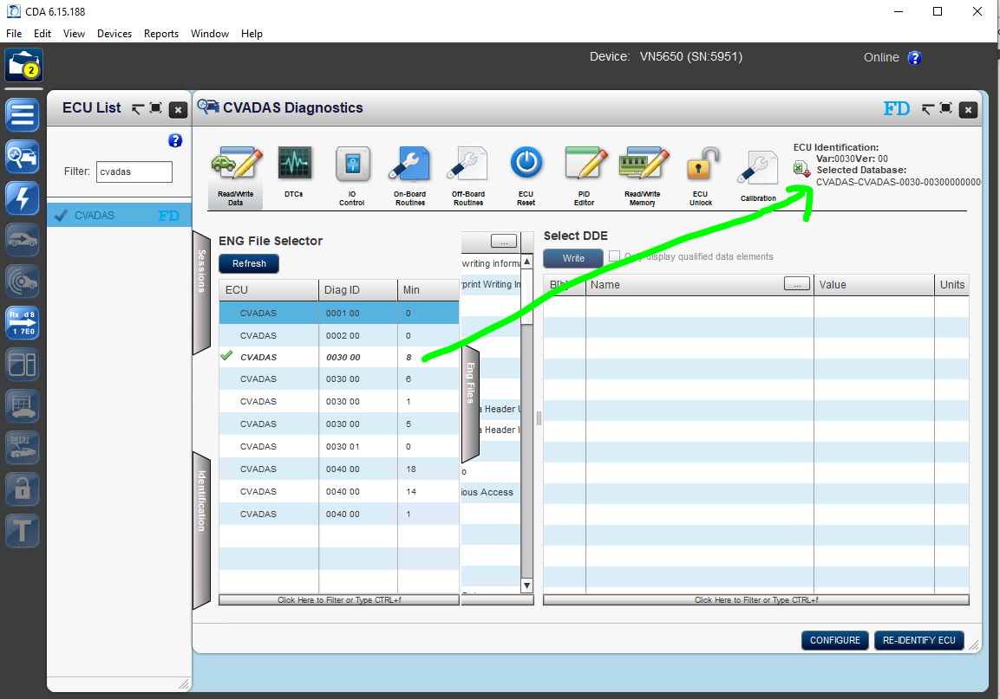 CDA 6.15.188
File Edit View Devices Reports Window Help
2
Device: VN5650 (SN:5951)
Online ?
ECU List
?
Filter: cvadas
CVADAS FD
Rx d8
1 7E0
T
CVADAS Diagnostics
FD
Read/Write
Data
DTCs
IO
Control
On-Board
Routines
Off-Board
Routines
ECU
Reset
PID
Editor
Read/Write
Memory
ECU
Unlock
Calibration
ECU Identification:
Var:0030Ver: 00
Selected Database:
CVADAS-CVADAS-0030-00300000000
Sessions
Identification
ENG File Selector
Refresh
ECU Diag ID Min
CVADAS 0001 00 0
CVADAS 0002 00 0
CVADAS 0030 00 8
CVADAS 0030 00 6
CVADAS 0030 00 1
CVADAS 0030 00 5
CVADAS 0030 01 0
CVADAS 0040 00 18
CVADAS 0040 00 14
CVADAS 0040 00 1
Click Here to Filter or Type CTRL+f
Eng Files
...
writing informa
rprint Writing In
a Header U
a Header I
o
ious Access
Select DDE
Write
Only display qualified data elements
Name ... Value Units
Click Here to Filter or Type CTRL+f
CONFIGURE
RE-IDENTIFY ECU